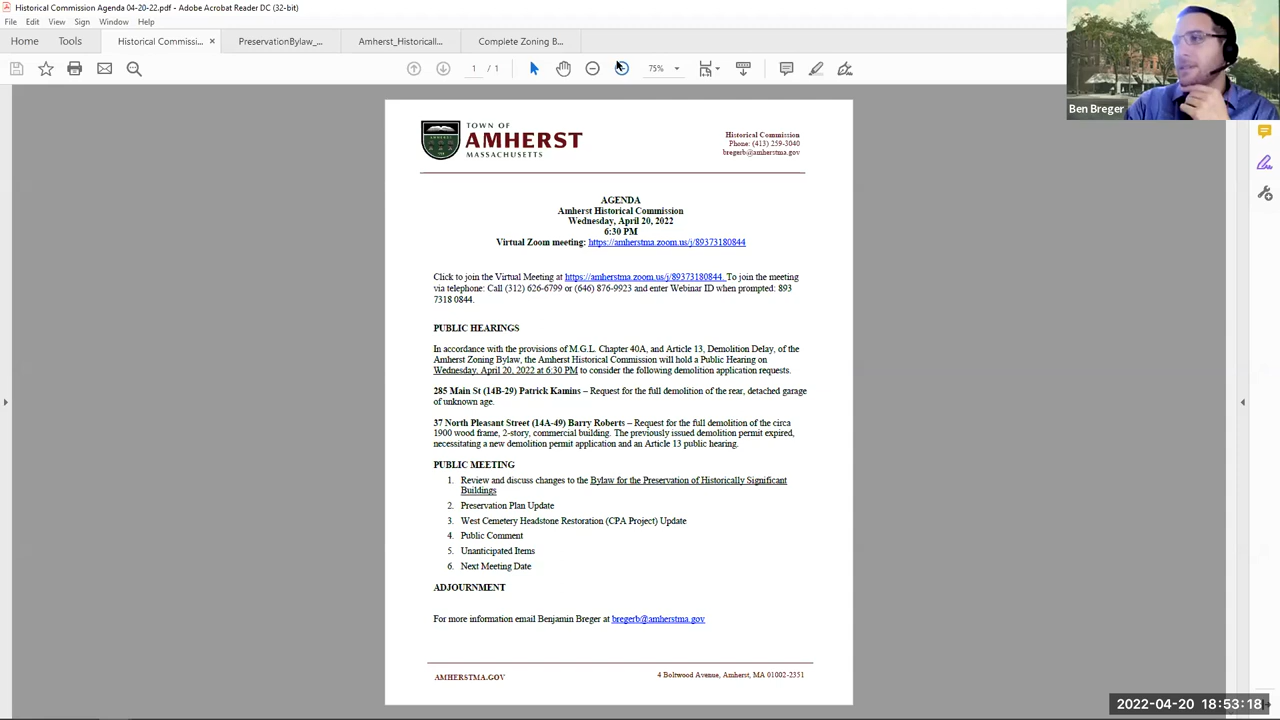 Historical Commission Agenda 04-20-22.pdf - Adobe Acrobat Reader DC (32-bit)
File Edit View Sign Window Help
Home Tools Historical Commissi... × PreservationBylaw_... Amherst_Historicall... Complete Zoning B...
1 / 1 75%
Ben Breger
TOWN OF
AMHERST
MASSACHUSETTS
Historical Commission
Phone: (413) 259-3040
bregerb@amherstma.gov
AGENDA
Amherst Historical Commission
Wednesday, April 20, 2022
6:30 PM
Virtual Zoom meeting: https://amherstma.zoom.us/j/89373180844
Click to join the Virtual Meeting at https://amherstma.zoom.us/j/89373180844. To join the meeting
via telephone: Call (312) 626-6799 or (646) 876-9923 and enter Webinar ID when prompted: 893
7318 0844.
PUBLIC HEARINGS
In accordance with the provisions of M.G.L. Chapter 40A, and Article 13, Demolition Delay, of the
Amherst Zoning Bylaw, the Amherst Historical Commission will hold a Public Hearing on
Wednesday, April 20, 2022 at 6:30 PM to consider the following demolition application requests.
285 Main St (14B-29) Patrick Kamins – Request for the full demolition of the rear, detached garage
of unknown age.
37 North Pleasant Street (14A-49) Barry Roberts – Request for the full demolition of the circa
1900 wood frame, 2-story, commercial building. The previously issued demolition permit expired,
necessitating a new demolition permit application and an Article 13 public hearing.
PUBLIC MEETING
1. Review and discuss changes to the Bylaw for the Preservation of Historically Significant
Buildings
2. Preservation Plan Update
3. West Cemetery Headstone Restoration (CPA Project) Update
4. Public Comment
5. Unanticipated Items
6. Next Meeting Date
ADJOURNMENT
For more information email Benjamin Breger at bregerb@amherstma.gov
AMHERSTMA.GOV
4 Boltwood Avenue, Amherst, MA 01002-2351
2022-04-20 18:53:18